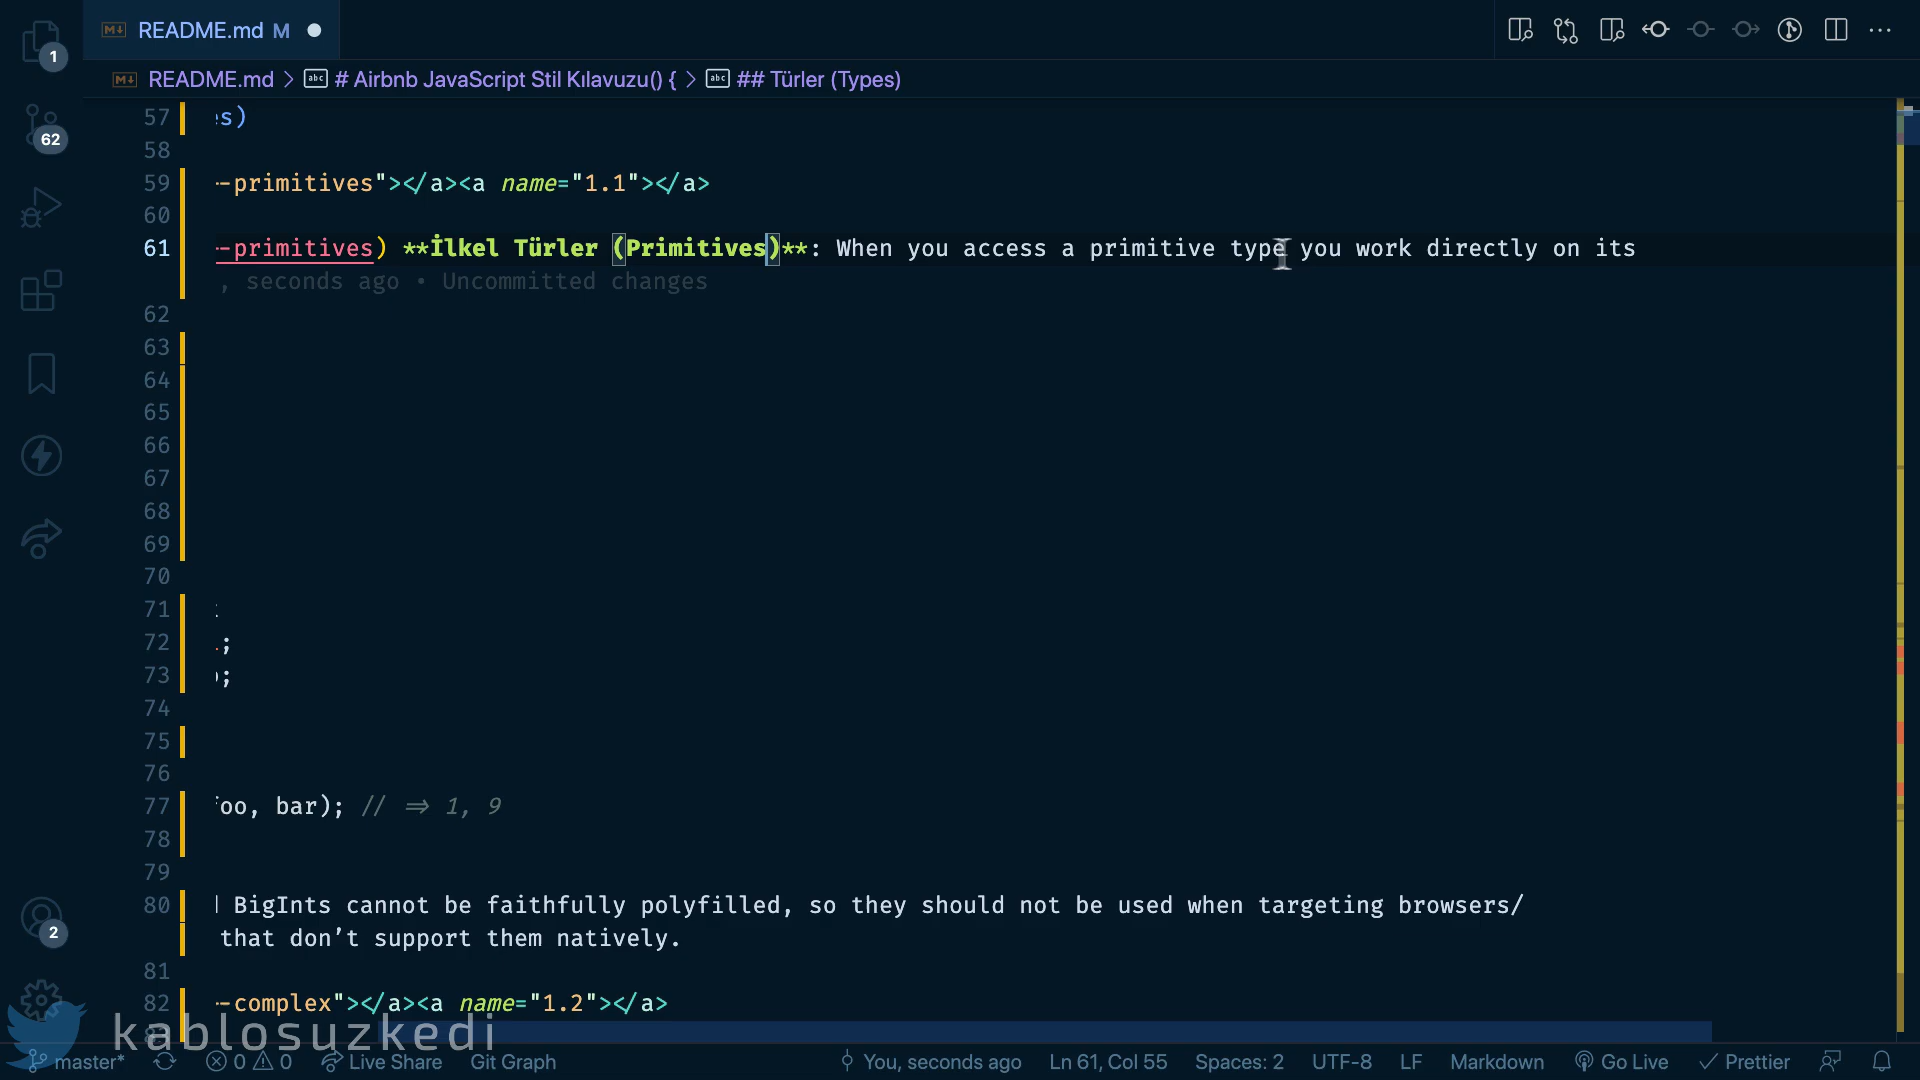 README.md M
1
README.md > # Airbnb JavaScript Stil Kılavuzu() { > ## Türler (Types)
57 s)
58
62
59 -primitives"></a><a name="1.1"></a>
60
61 -primitives) **İlkel Türler (Primitives)**: When you access a primitive type you work directly on its
, seconds ago • Uncommitted changes
62
63
64
65
66
67
68
69
70
71
72 ;
73 ;
74
75
76
77 oo, bar); // => 1, 9
78
79
80 BigInts cannot be faithfully polyfilled, so they should not be used when targeting browsers/
that don’t support them natively.
2
81
82 -complex"></a><a name="1.2"></a>
kablosuzkedi
master* 0 0 Live Share Git Graph You, seconds ago Ln 61, Col 55 Spaces: 2 UTF-8 LF Markdown Go Live Prettier